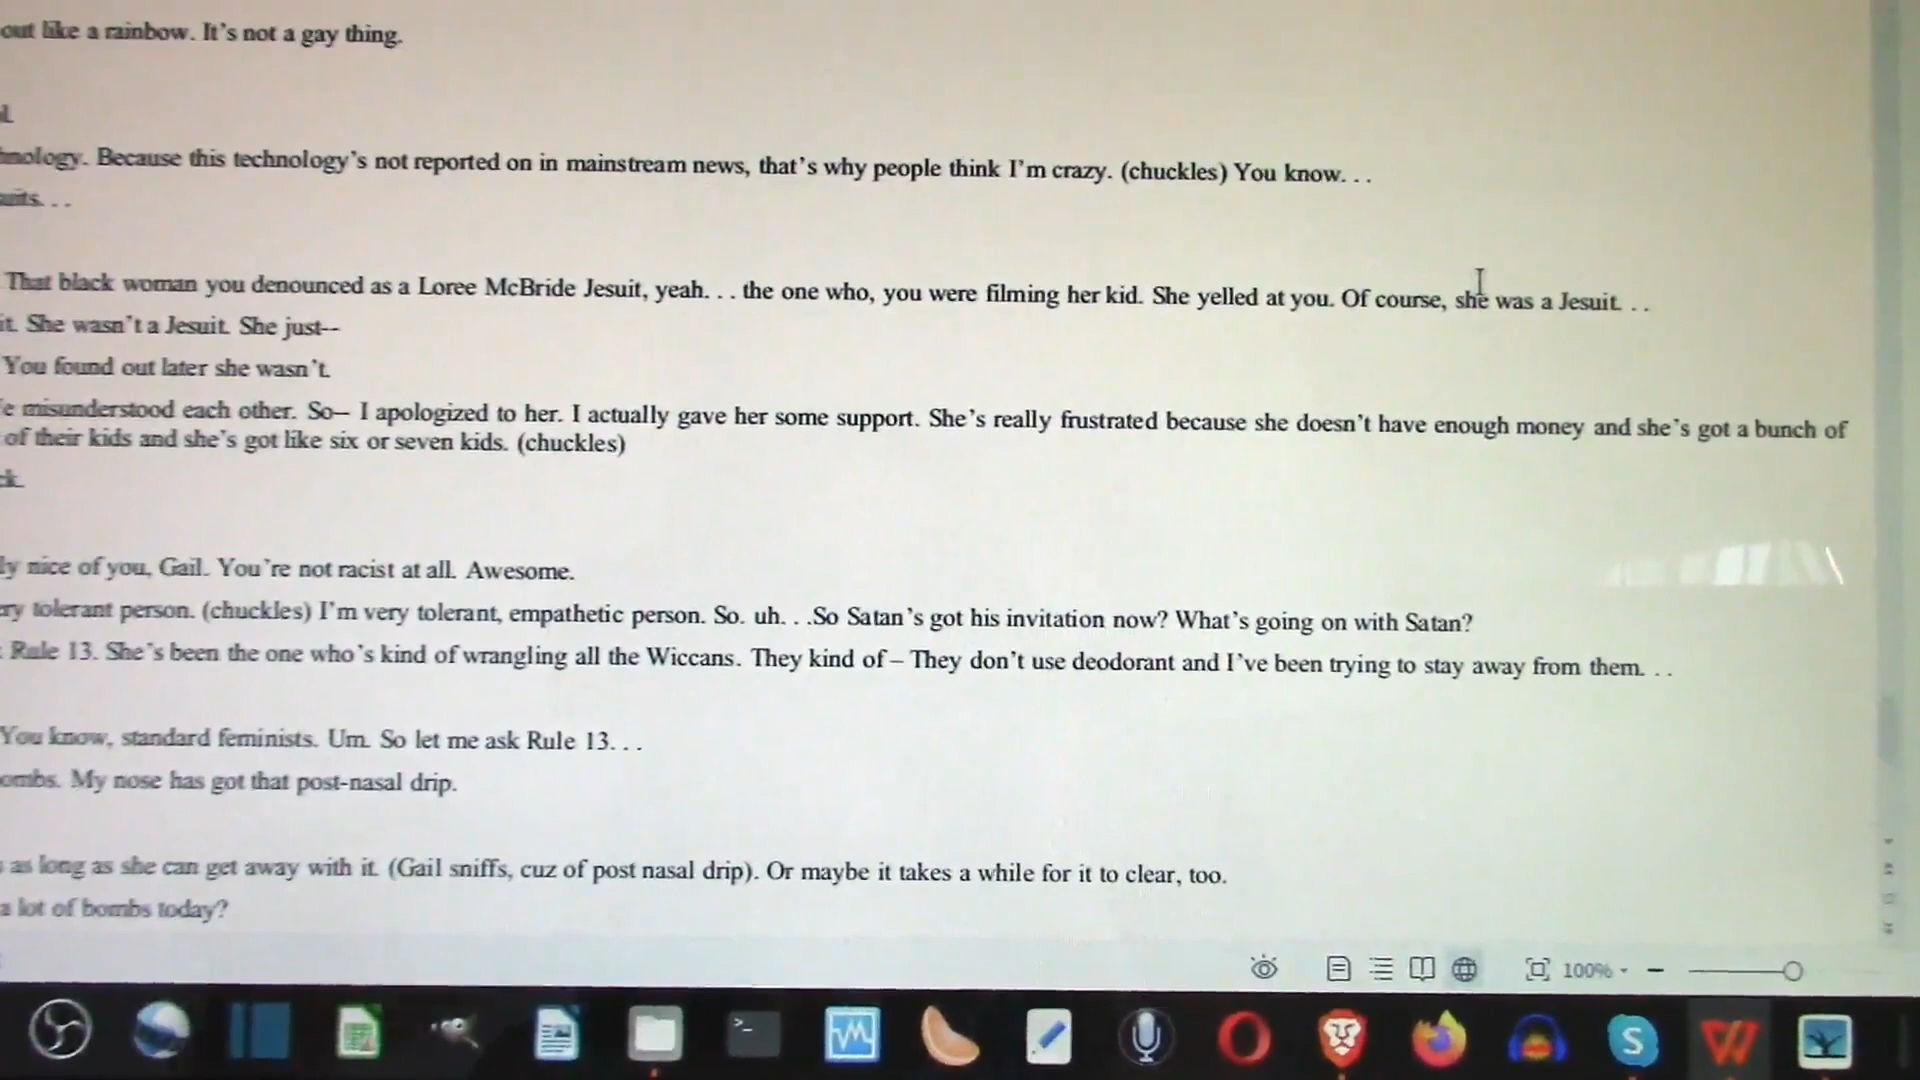 out like a rainbow. It's not a gay thing.
Because this technology's not reported on in mainstream news, that's why people think I'm crazy. (chuckles) You know. . .
That black woman you denounced as a Loree McBride Jesuit, yeah. . . the one who, you were filming her kid. She yelled at you. Of course, she was a Jesuit. . .
She wasn't a Jesuit. She just--
You found out later she wasn't.
misunderstood each other. So– I apologized to her. I actually gave her some support. She's really frustrated because she doesn't have enough money and she's got a bunch of
of their kids and she's got like six or seven kids. (chuckles)
nice of you, Gail. You're not racist at all. Awesome.
tolerant person. (chuckles) I'm very tolerant, empathetic person. So. uh. . .So Satan's got his invitation now? What's going on with Satan?
Rule 13. She's been the one who's kind of wrangling all the Wiccans. They kind of – They don't use deodorant and I've been trying to stay away from them. . .
You know, standard feminists. Um. So let me ask Rule 13. . .
My nose has got that post-nasal drip.
as long as she can get away with it. (Gail sniffs, cuz of post nasal drip). Or maybe it takes a while for it to clear, too.
a lot of bombs today?
100%